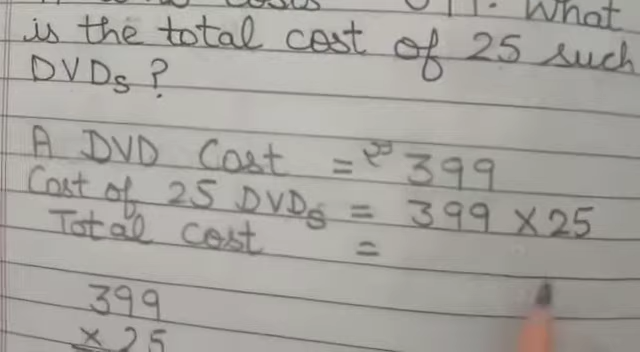 What
is the total cost of 25 such
DVDs?
A DVD Cost = ₹ 399
Cost of 25 DVDs = 399 × 25
Total cost =
399
× 25